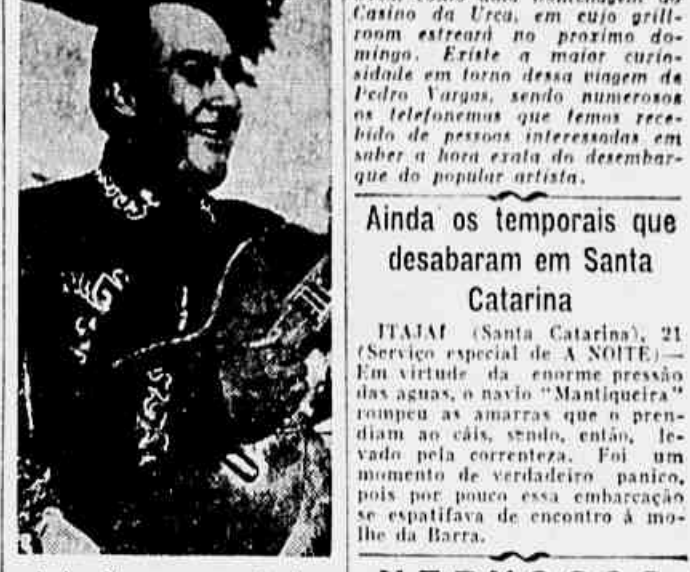 Casino da Urca, em cujo grill-
room estreará no proximo do-
mingo. Existe a maior curio-
sidade em torno dessa viagem de
Pedro Vargas, sendo numerosos
os telefonemas que temos rece-
bido de pessoas interessadas em
saber a hora exata do desembar-
que do popular artista.
Ainda os temporais que
desabaram em Santa
Catarina
ITAJAÍ (Santa Catarina), 21
(Serviço especial de A NOITE) —
Em virtude da enorme pressão
das aguas, o navio "Mantiqueira"
rompeu as amarras que o pren-
diam ao cáis, sendo, então, le-
vado pela correnteza. Foi um
momento de verdadeiro panico,
pois por pouco essa embarcação
se espatifava de encontro á mo-
lhe da Barra.